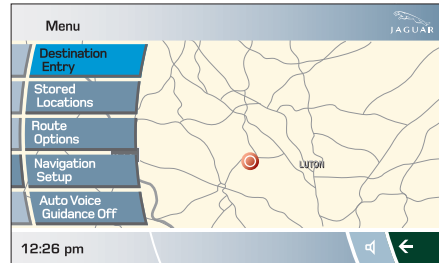 Menu
JAGUAR
Destination
Entry
Stored
Locations
Route
Options
Navigation
Setup
Auto Voice
Guidance Off
LUTON
12:26 pm